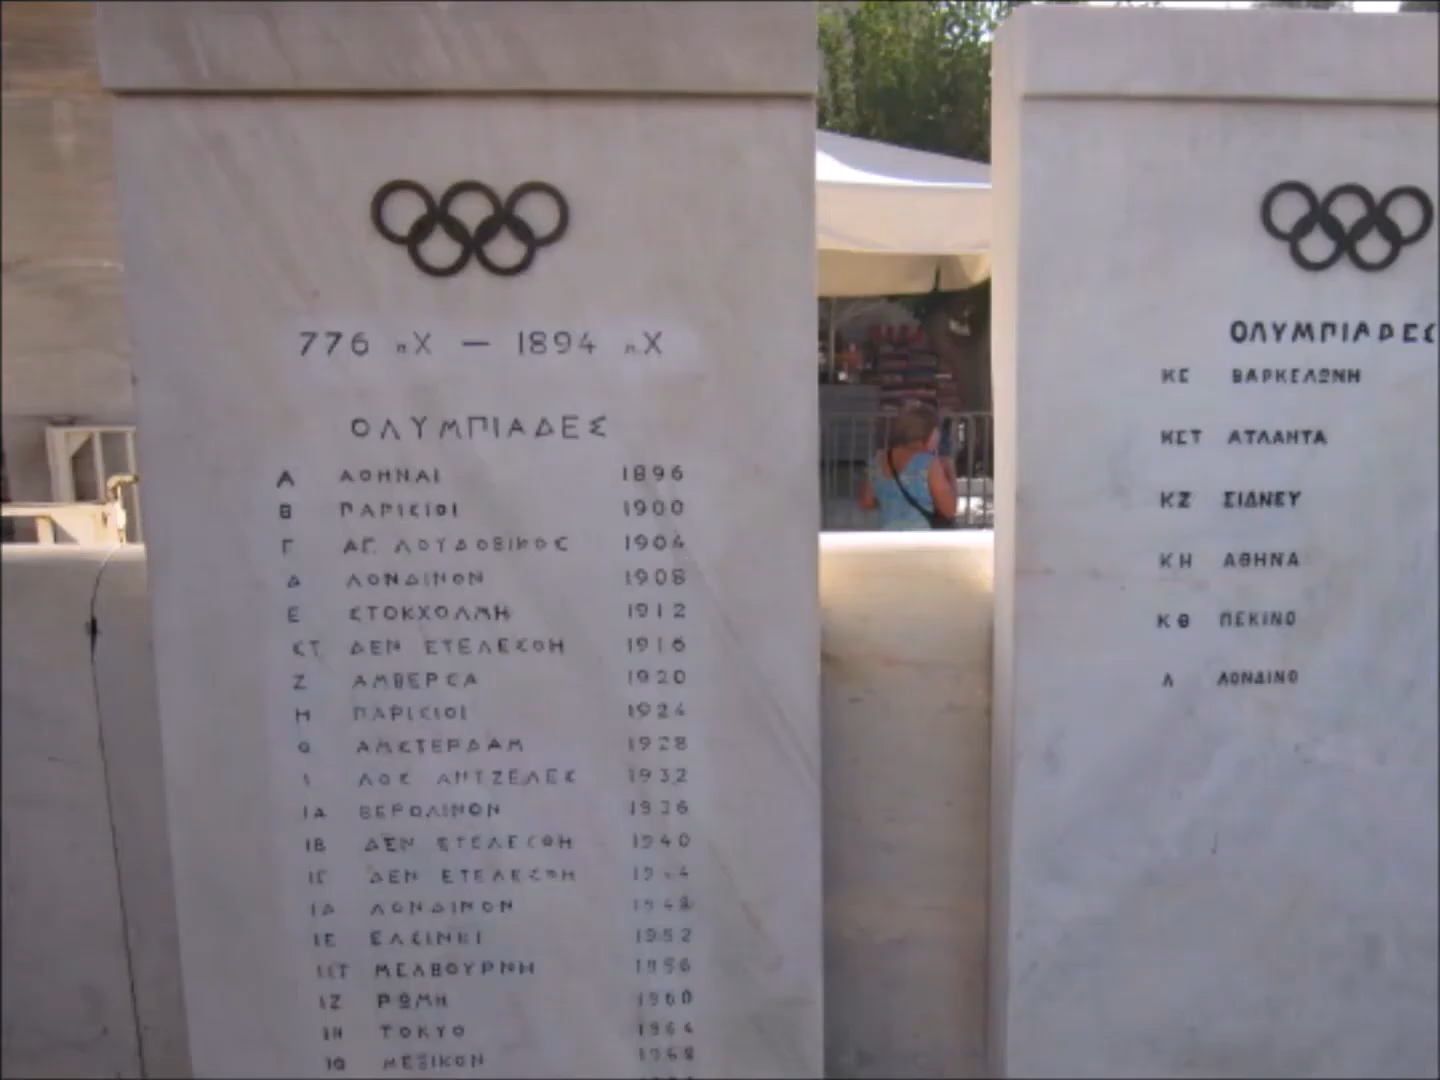 776 π Χ — 1894 π.Χ
ΟΛΥΜΠΙΑΔΕΣ
Α ΑΘΗΝΑΙ 1896
Β ΠΑΡΙΣΙΟΙ 1900
Γ ΑΓ. ΛΟΥΔΟΒΙΚΟΣ 1904
Δ ΛΟΝΔΙΝΟΝ 1908
Ε ΣΤΟΚΧΟΛΜΗ 1912
ΣΤ ΔΕΝ ΕΤΕΛΕΣΘΗ 1916
Ζ ΑΜΒΕΡΣΑ 1920
Η ΠΑΡΙΣΙΟΙ 1924
Θ ΑΜΣΤΕΡΔΑΜ 1928
Ι ΛΟΣ ΑΝΤΖΕΛΕΣ 1932
ΙΑ ΒΕΡΟΛΙΝΟΝ 1936
ΙΒ ΔΕΝ ΕΤΕΛΕΣΘΗ 1940
ΙΓ ΔΕΝ ΕΤΕΛΕΣΘΗ 1944
ΙΔ ΛΟΝΔΙΝΟΝ 1948
ΙΕ ΕΛΣΙΝΚΙ 1952
ΙΣΤ ΜΕΛΒΟΥΡΝΗ 1956
ΙΖ ΡΩΜΗ 1960
ΙΗ ΤΟΚΥΟ 1964
ΙΘ ΜΕΞΙΚΟΝ 1968
ΟΛΥΜΠΙΑΔΕΣ
ΚΕ ΒΑΡΚΕΛΩΝΗ
ΚΣΤ ΑΤΛΑΝΤΑ
ΚΖ ΣΙΔΝΕΥ
ΚΗ ΑΘΗΝΑ
ΚΘ ΠΕΚΙΝΟ
Λ ΛΟΝΔΙΝΟ